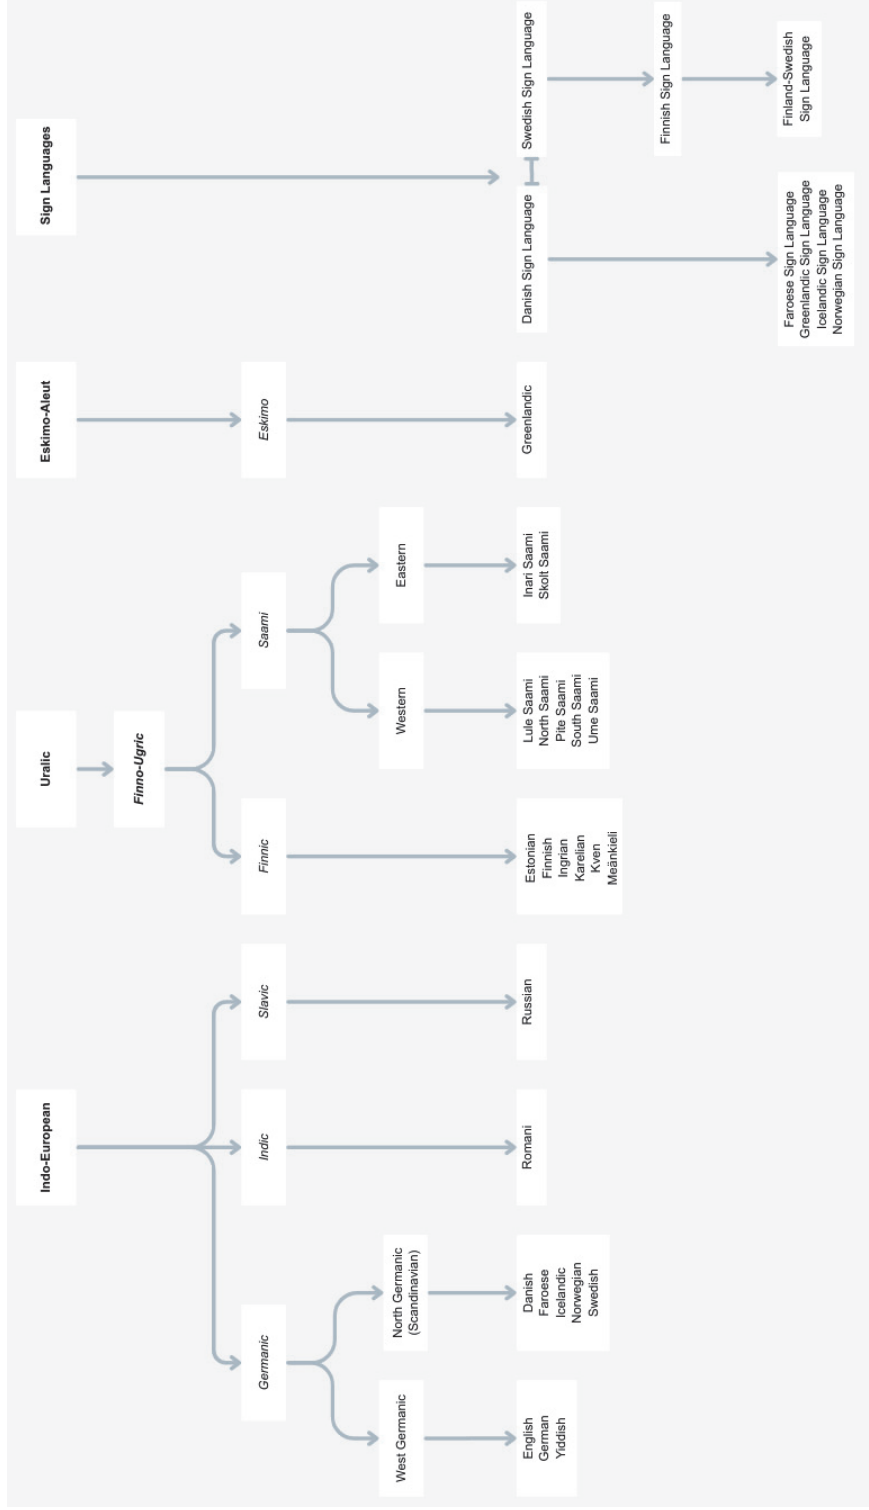 Indo-European
Uralic
Eskimo-Aleut
Sign Languages
Finno-Ugric
Germanic
Indic
Slavic
Finnic
Saami
Eskimo
West Germanic
North Germanic
(Scandinavian)
Western
Eastern
English
German
Yiddish
Danish
Faroese
Icelandic
Norwegian
Swedish
Romani
Russian
Estonian
Finnish
Ingrian
Karelian
Kven
Meänkieli
Lule Saami
North Saami
Pite Saami
South Saami
Ume Saami
Inari Saami
Skolt Saami
Greenlandic
Danish Sign Language
Swedish Sign Language
Finnish Sign Language
Faroese Sign Language
Greenlandic Sign Language
Icelandic Sign Language
Norwegian Sign Language
Finland-Swedish
Sign Language